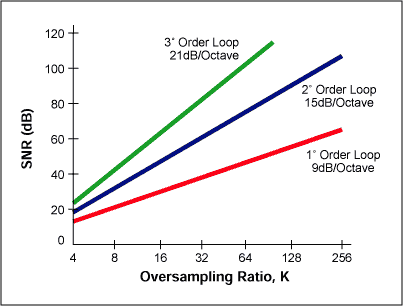 120
100
80
60
40
20
0
SNR (dB)
3° Order Loop
21dB/Octave
2° Order Loop
15dB/Octave
1° Order Loop
9dB/Octave
4 8 16 32 64 128 256
Oversampling Ratio, K